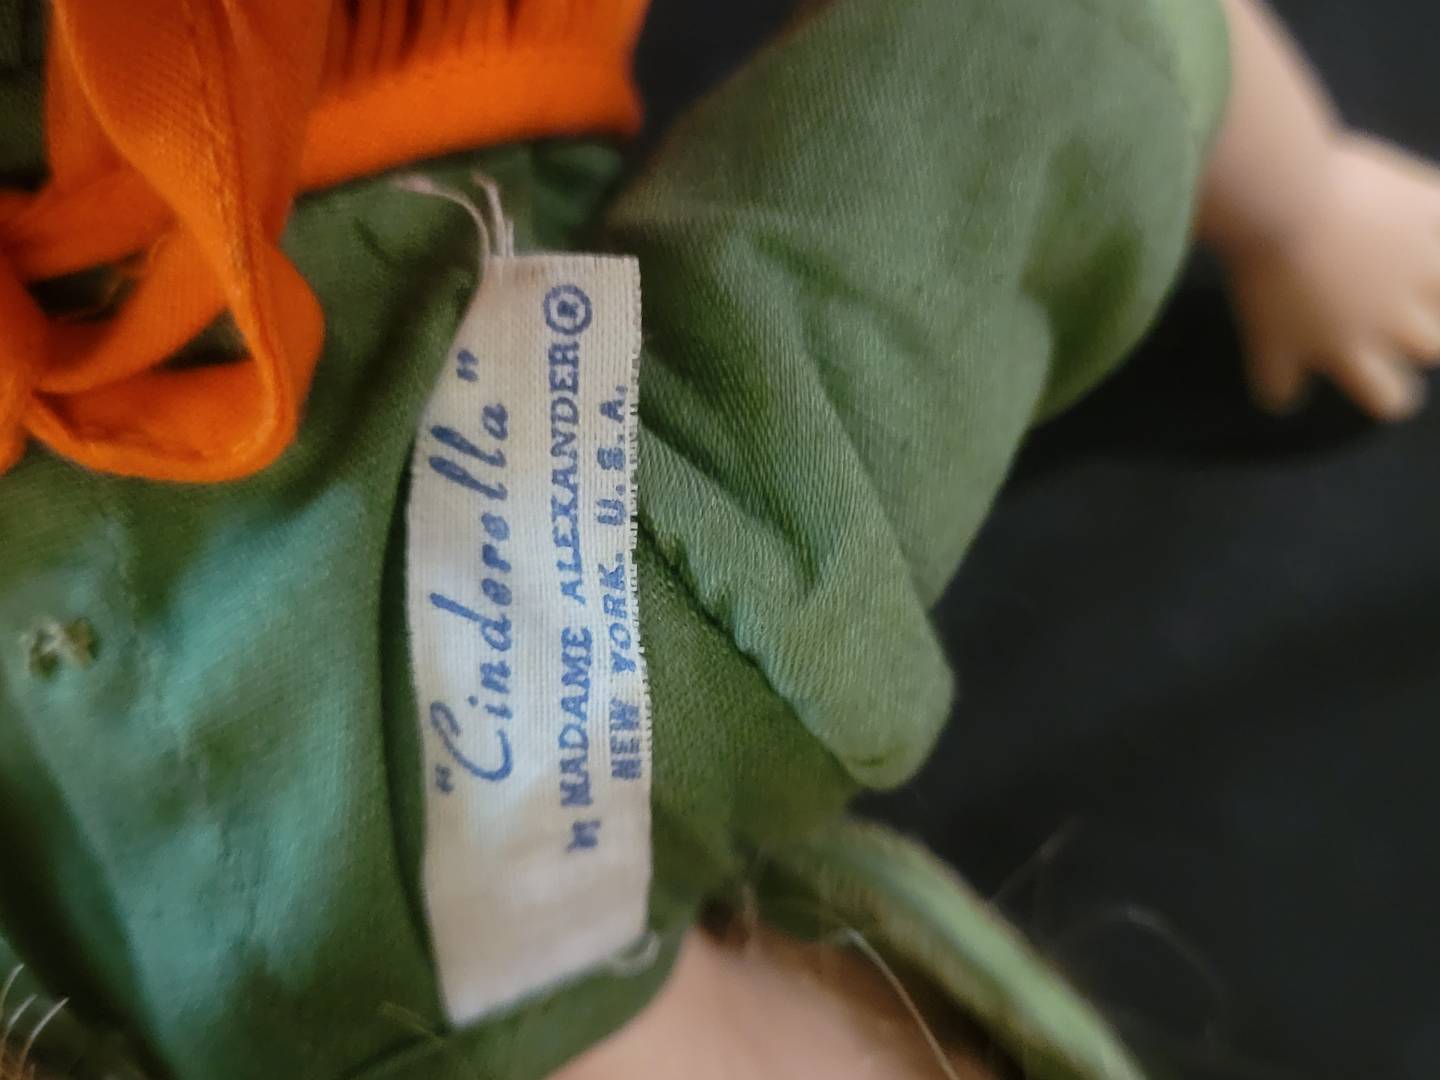 "Cinderella"
MADAME ALEXANDER®
NEW YORK. U.S.A.